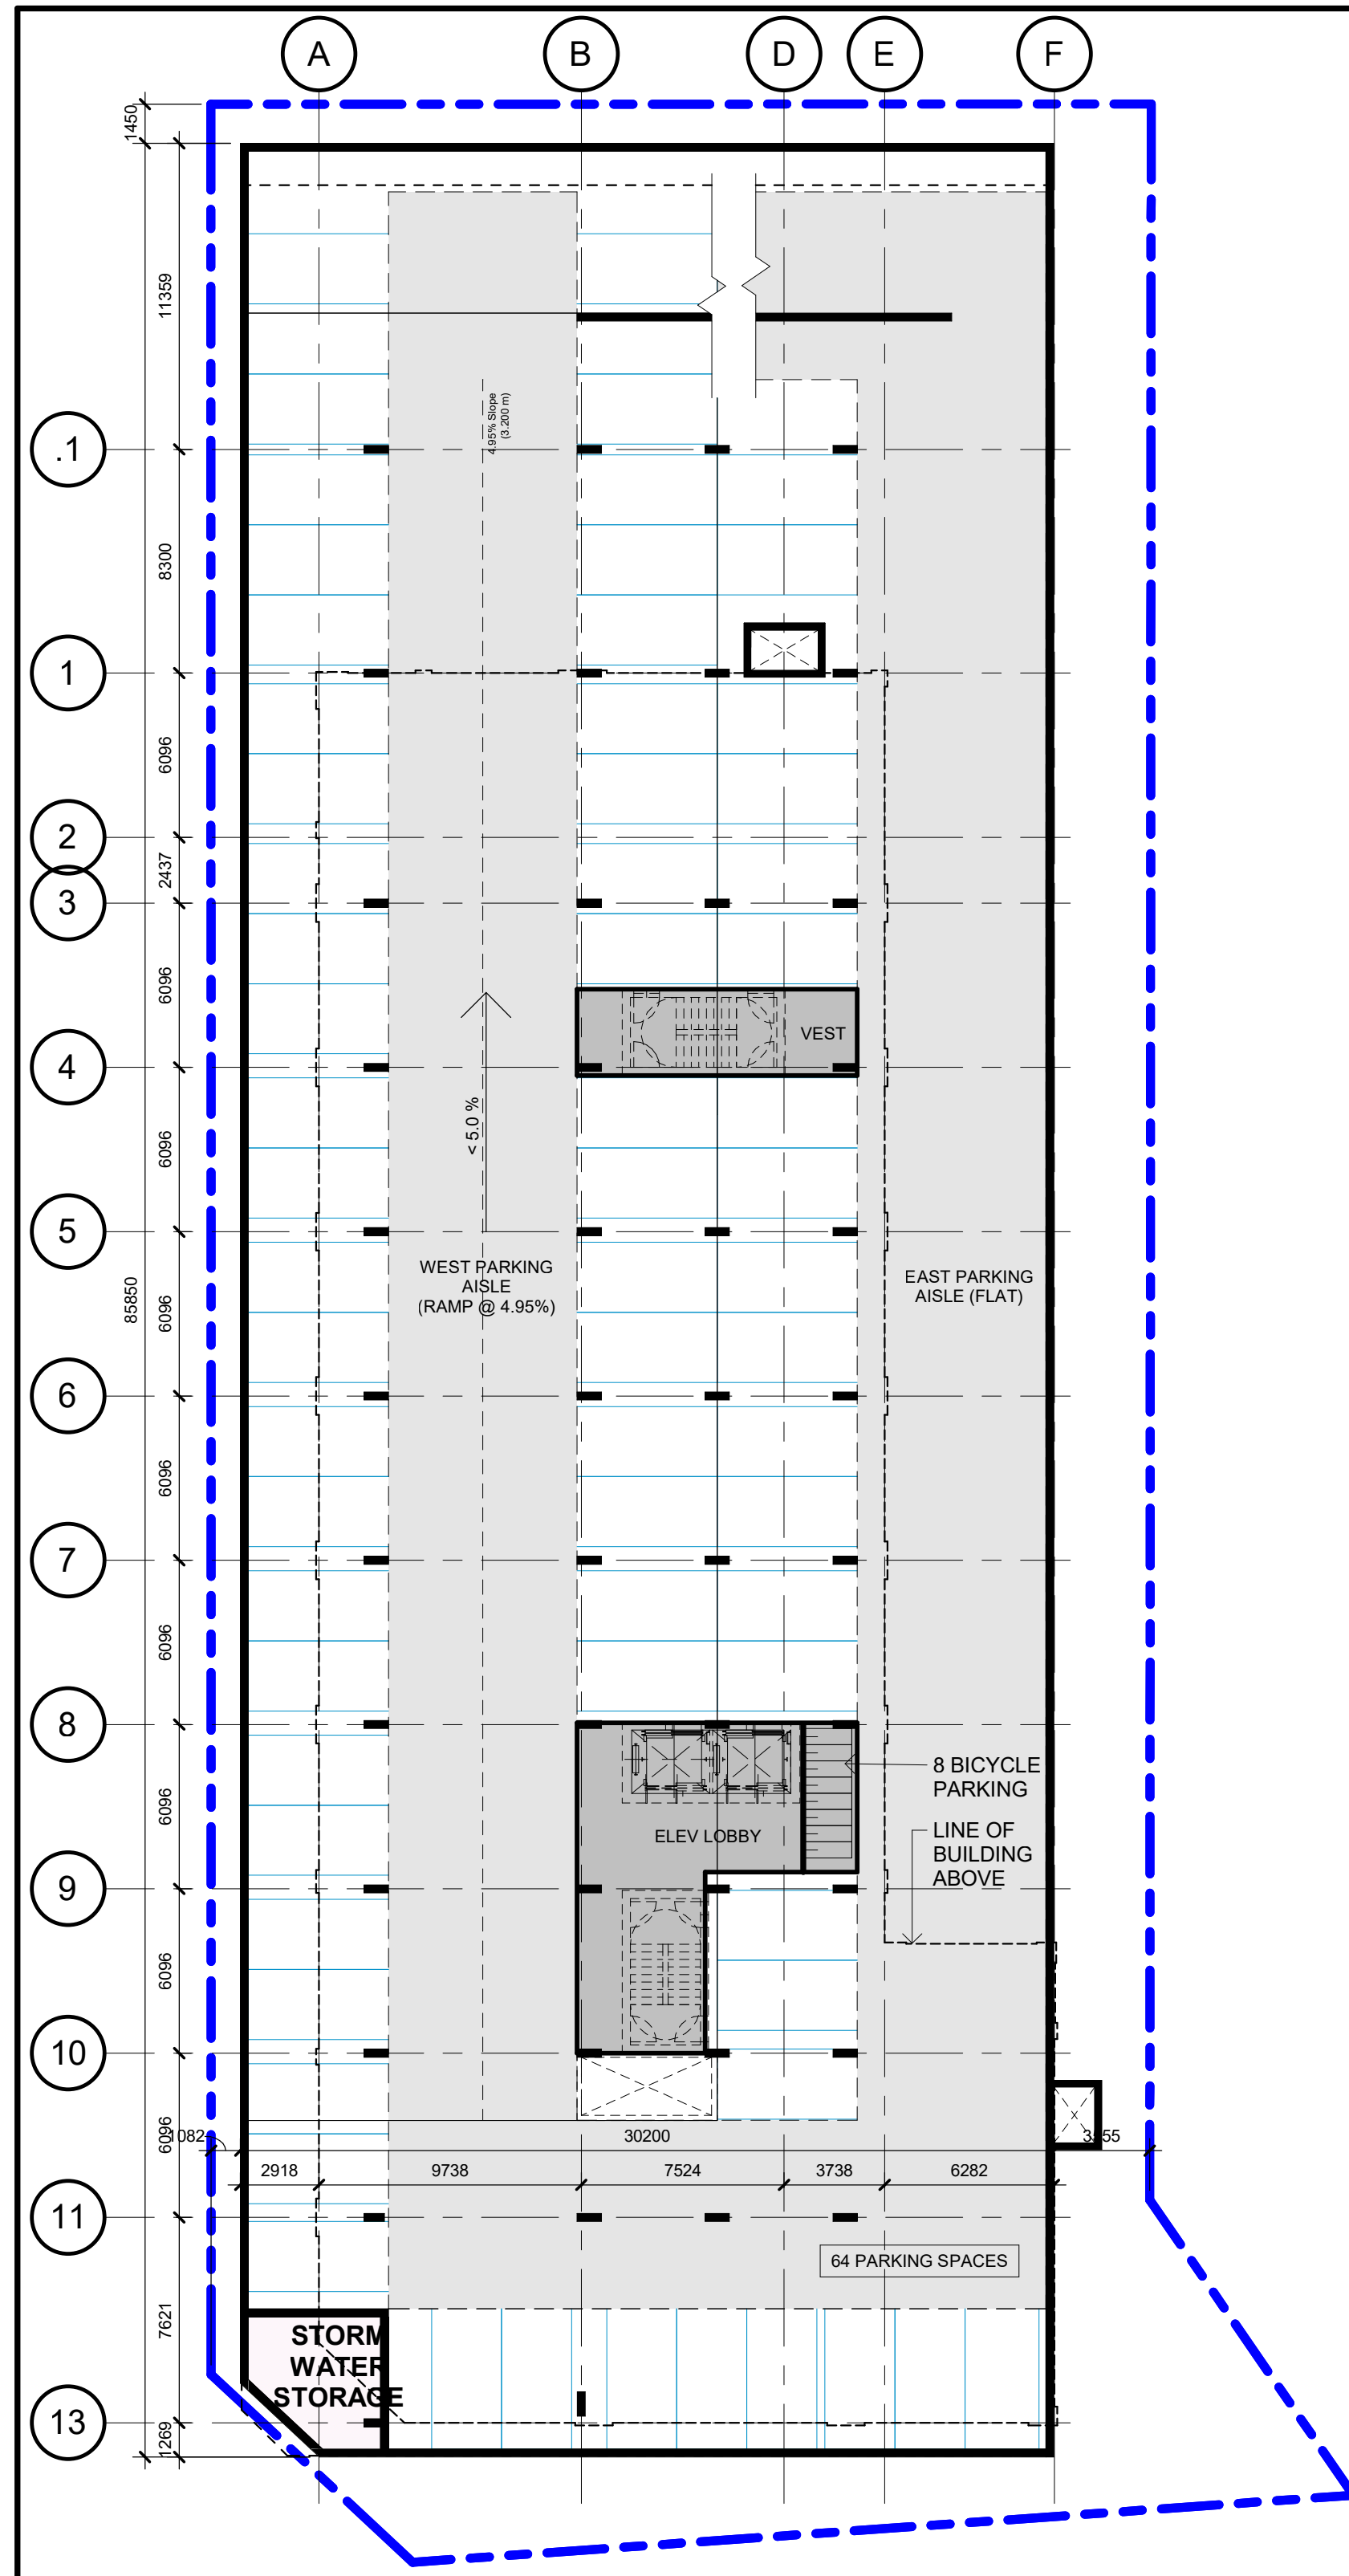 A
B
D
E
F
1450
11359
4.95% Slope
(3.200 m)
.1
8300
1
6096
2
2437
3
6096
VEST
4
< 5.0 %
6096
5
WEST PARKING
AISLE
(RAMP @ 4.95%)
EAST PARKING
AISLE (FLAT)
85850
6096
6
6096
7
6096
8
8 BICYCLE
PARKING
6096
ELEV LOBBY
LINE OF
BUILDING
ABOVE
9
6096
10
6096
1082
30200
3555
2918
9738
7524
3738
6282
11
64 PARKING SPACES
7621
STORM
WATER
STORAGE
13
1269